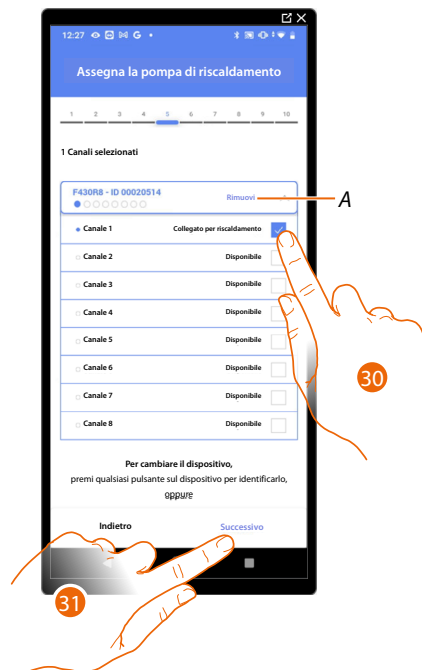 12:27 G
Assegna la pompa di riscaldamento
1 2 3 4 5 6 7 8 9 10
1 Canali selezionati
F430R8 - ID 00020514 Rimuovi A
Canale 1 Collegato per riscaldamento
Canale 2 Disponibile
Canale 3 Disponibile
Canale 4 Disponibile
Canale 5 Disponibile
Canale 6 Disponibile
Canale 7 Disponibile
Canale 8 Disponibile
30
Per cambiare il dispositivo,
premi qualsiasi pulsante sul dispositivo per identificarlo,
oppure
Indietro Successivo
31